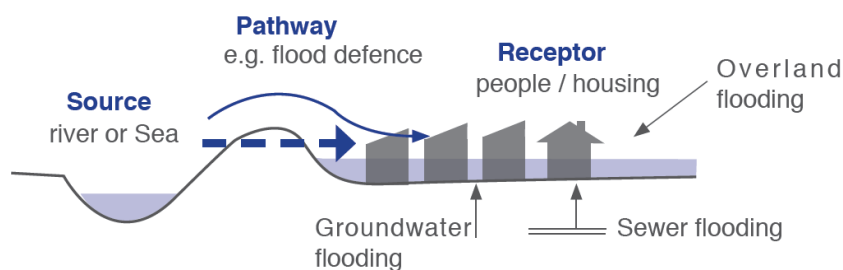 Pathway
e.g. flood defence
Receptor
people / housing
Overland
flooding
Source
river or Sea
Groundwater
flooding
Sewer flooding